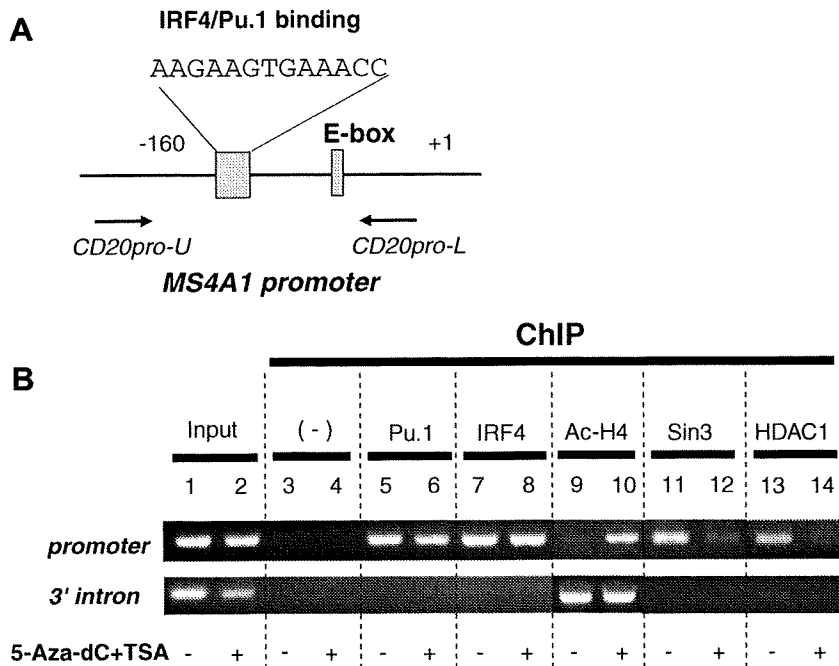 A
IRF4/Pu.1 binding
AAGAAGTGAAACC
-160
E-box
+1
CD20pro-U
CD20pro-L
MS4A1 promoter
ChIP
B
Input (-) Pu.1 IRF4 Ac-H4 Sin3 HDAC1
1 2 3 4 5 6 7 8 9 10 11 12 13 14
promoter
3' intron
5-Aza-dC+TSA - + - + - + - + - + - + - +